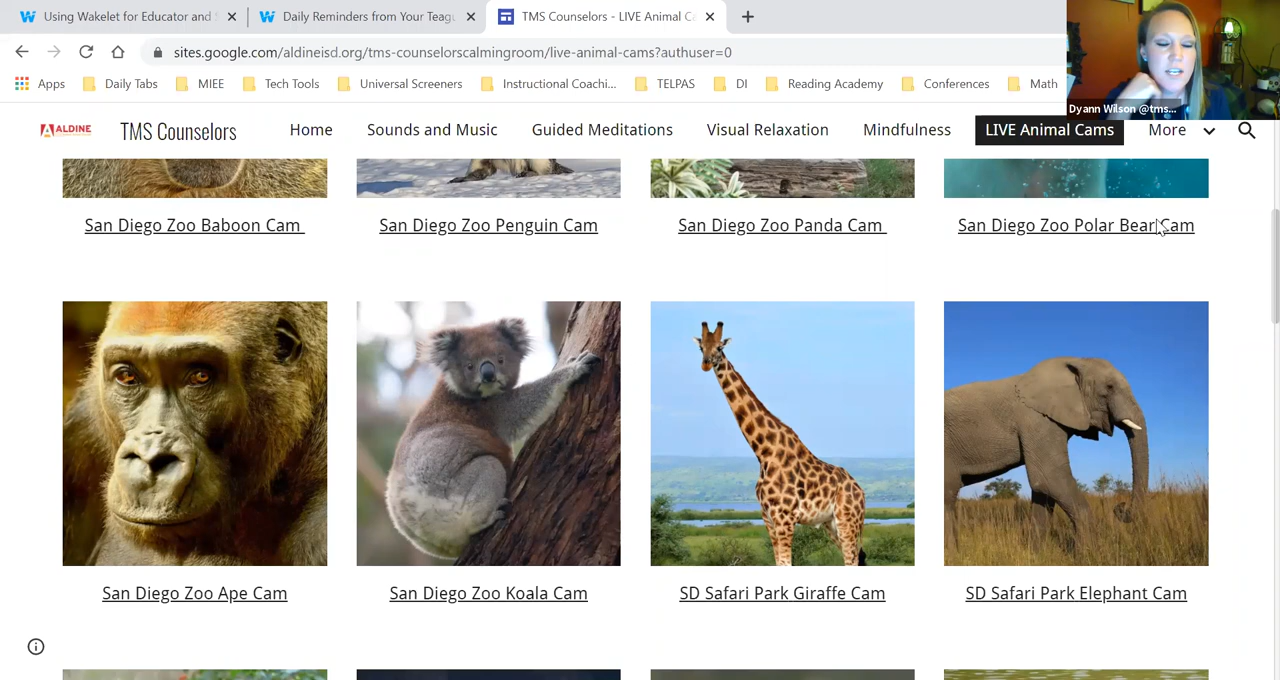 Using Wakelet for Educator and S
Daily Reminders from Your Teagu
TMS Counselors - LIVE Animal Ca
sites.google.com/aldineisd.org/tms-counselorscalmingroom/live-animal-cams?authuser=0
Apps Daily Tabs MIEE Tech Tools Universal Screeners Instructional Coachi... TELPAS DI Reading Academy Conferences Math
Dyann Wilson @tms...
ALDINE TMS Counselors Home Sounds and Music Guided Meditations Visual Relaxation Mindfulness LIVE Animal Cams More
San Diego Zoo Baboon Cam San Diego Zoo Penguin Cam San Diego Zoo Panda Cam San Diego Zoo Polar Bear Cam
San Diego Zoo Ape Cam San Diego Zoo Koala Cam SD Safari Park Giraffe Cam SD Safari Park Elephant Cam